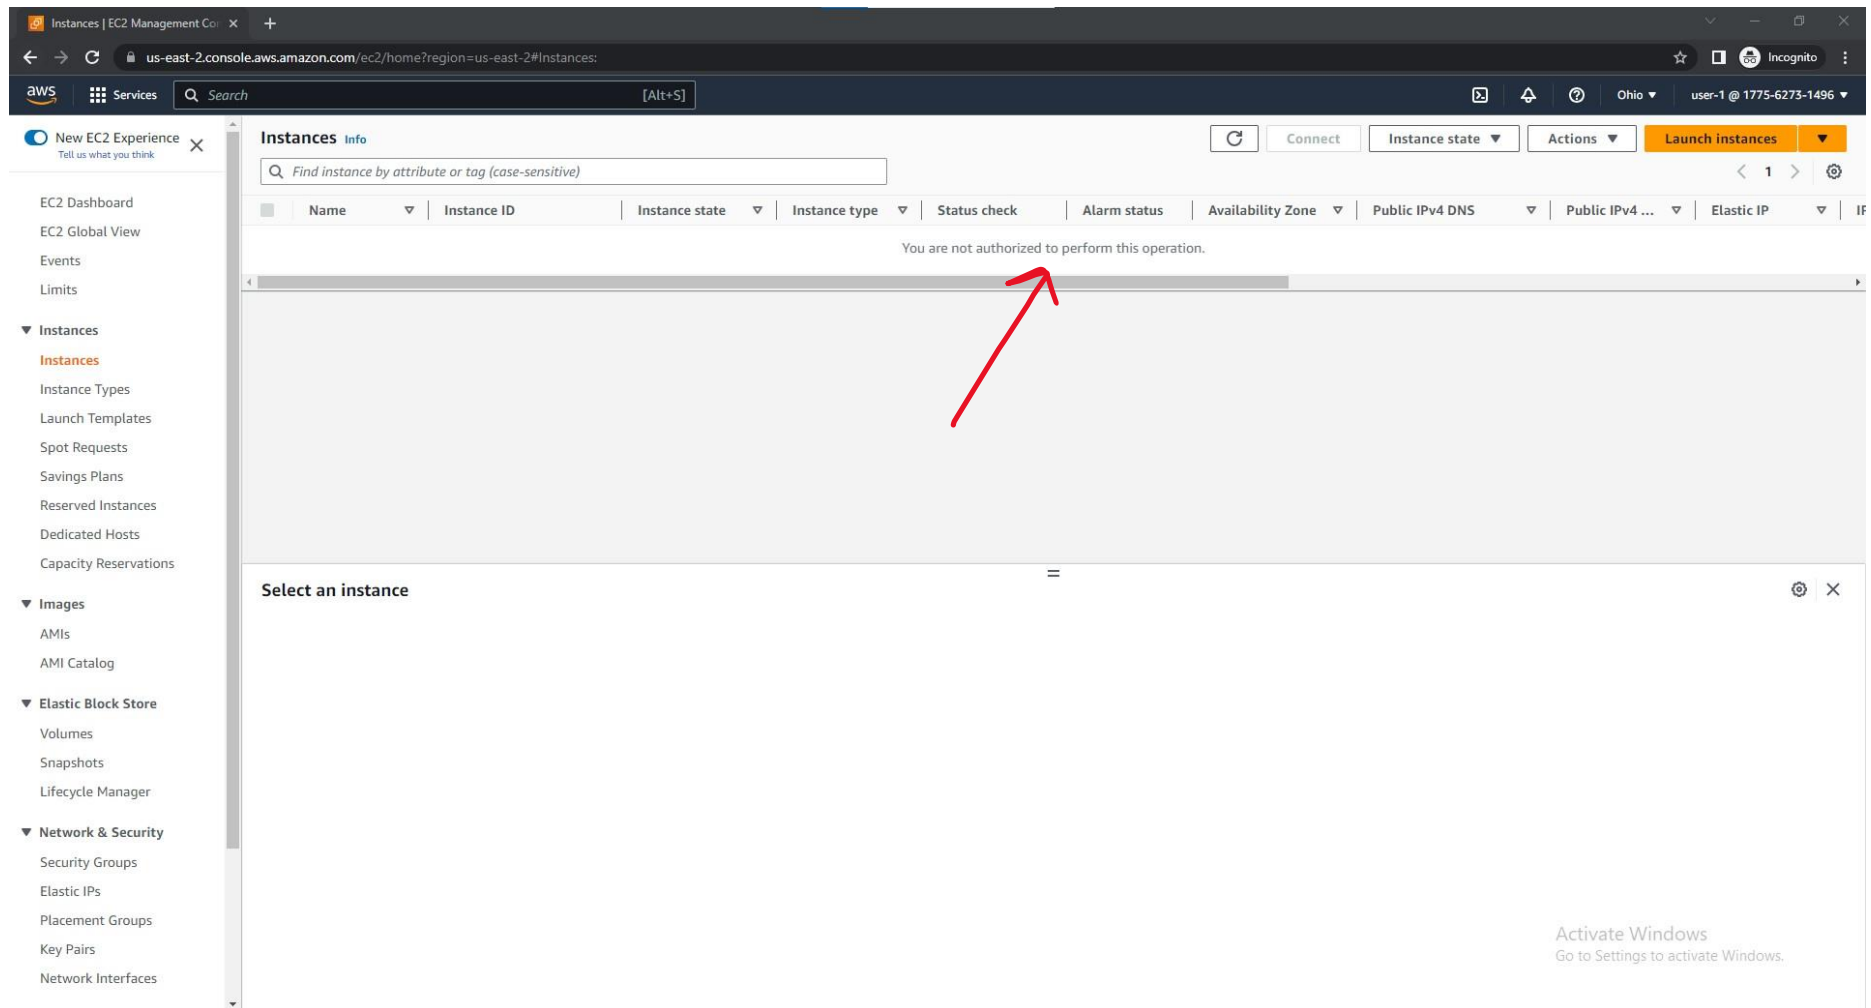 Instances | EC2 Management Co
us-east-2.console.aws.amazon.com/ec2/home?region=us-east-2#Instances:
Incognito
aws
Services
Search
[Alt+S]
Ohio
user-1 @ 1775-6273-1496
New EC2 Experience
Tell us what you think
EC2 Dashboard
EC2 Global View
Events
Limits
Instances
Instances
Instance Types
Launch Templates
Spot Requests
Savings Plans
Reserved Instances
Dedicated Hosts
Capacity Reservations
Images
AMIs
AMI Catalog
Elastic Block Store
Volumes
Snapshots
Lifecycle Manager
Network & Security
Security Groups
Elastic IPs
Placement Groups
Key Pairs
Network Interfaces
Instances Info
Connect
Instance state
Actions
Launch instances
Find instance by attribute or tag (case-sensitive)
1
Name
Instance ID
Instance state
Instance type
Status check
Alarm status
Availability Zone
Public IPv4 DNS
Public IPv4 ...
Elastic IP
You are not authorized to perform this operation.
Select an instance
Activate Windows
Go to Settings to activate Windows.